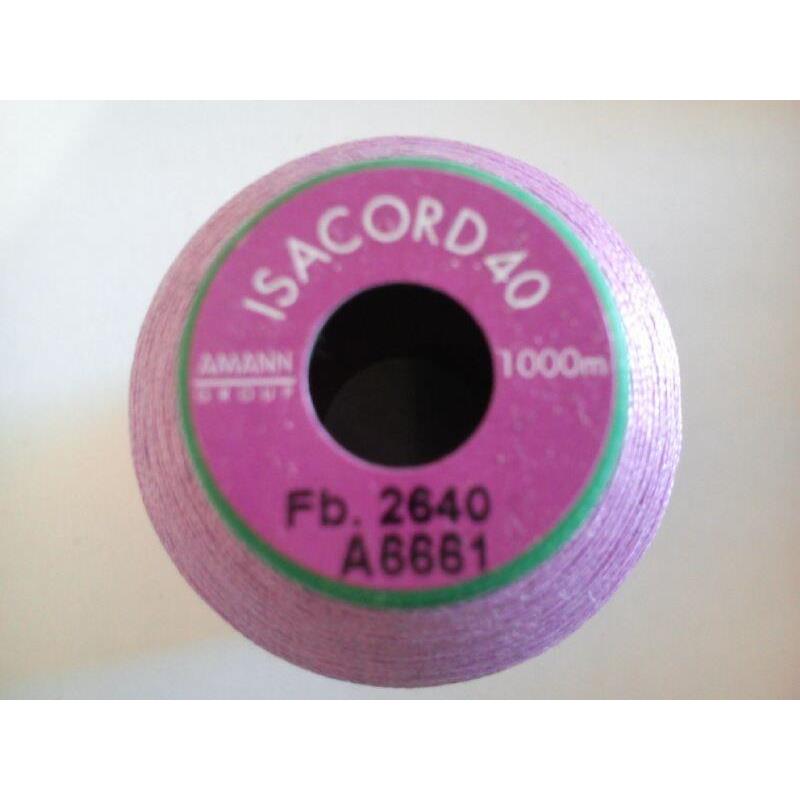 ISACORD 40
AMANN
GROUP
1000m
Fb. 2640
A6661